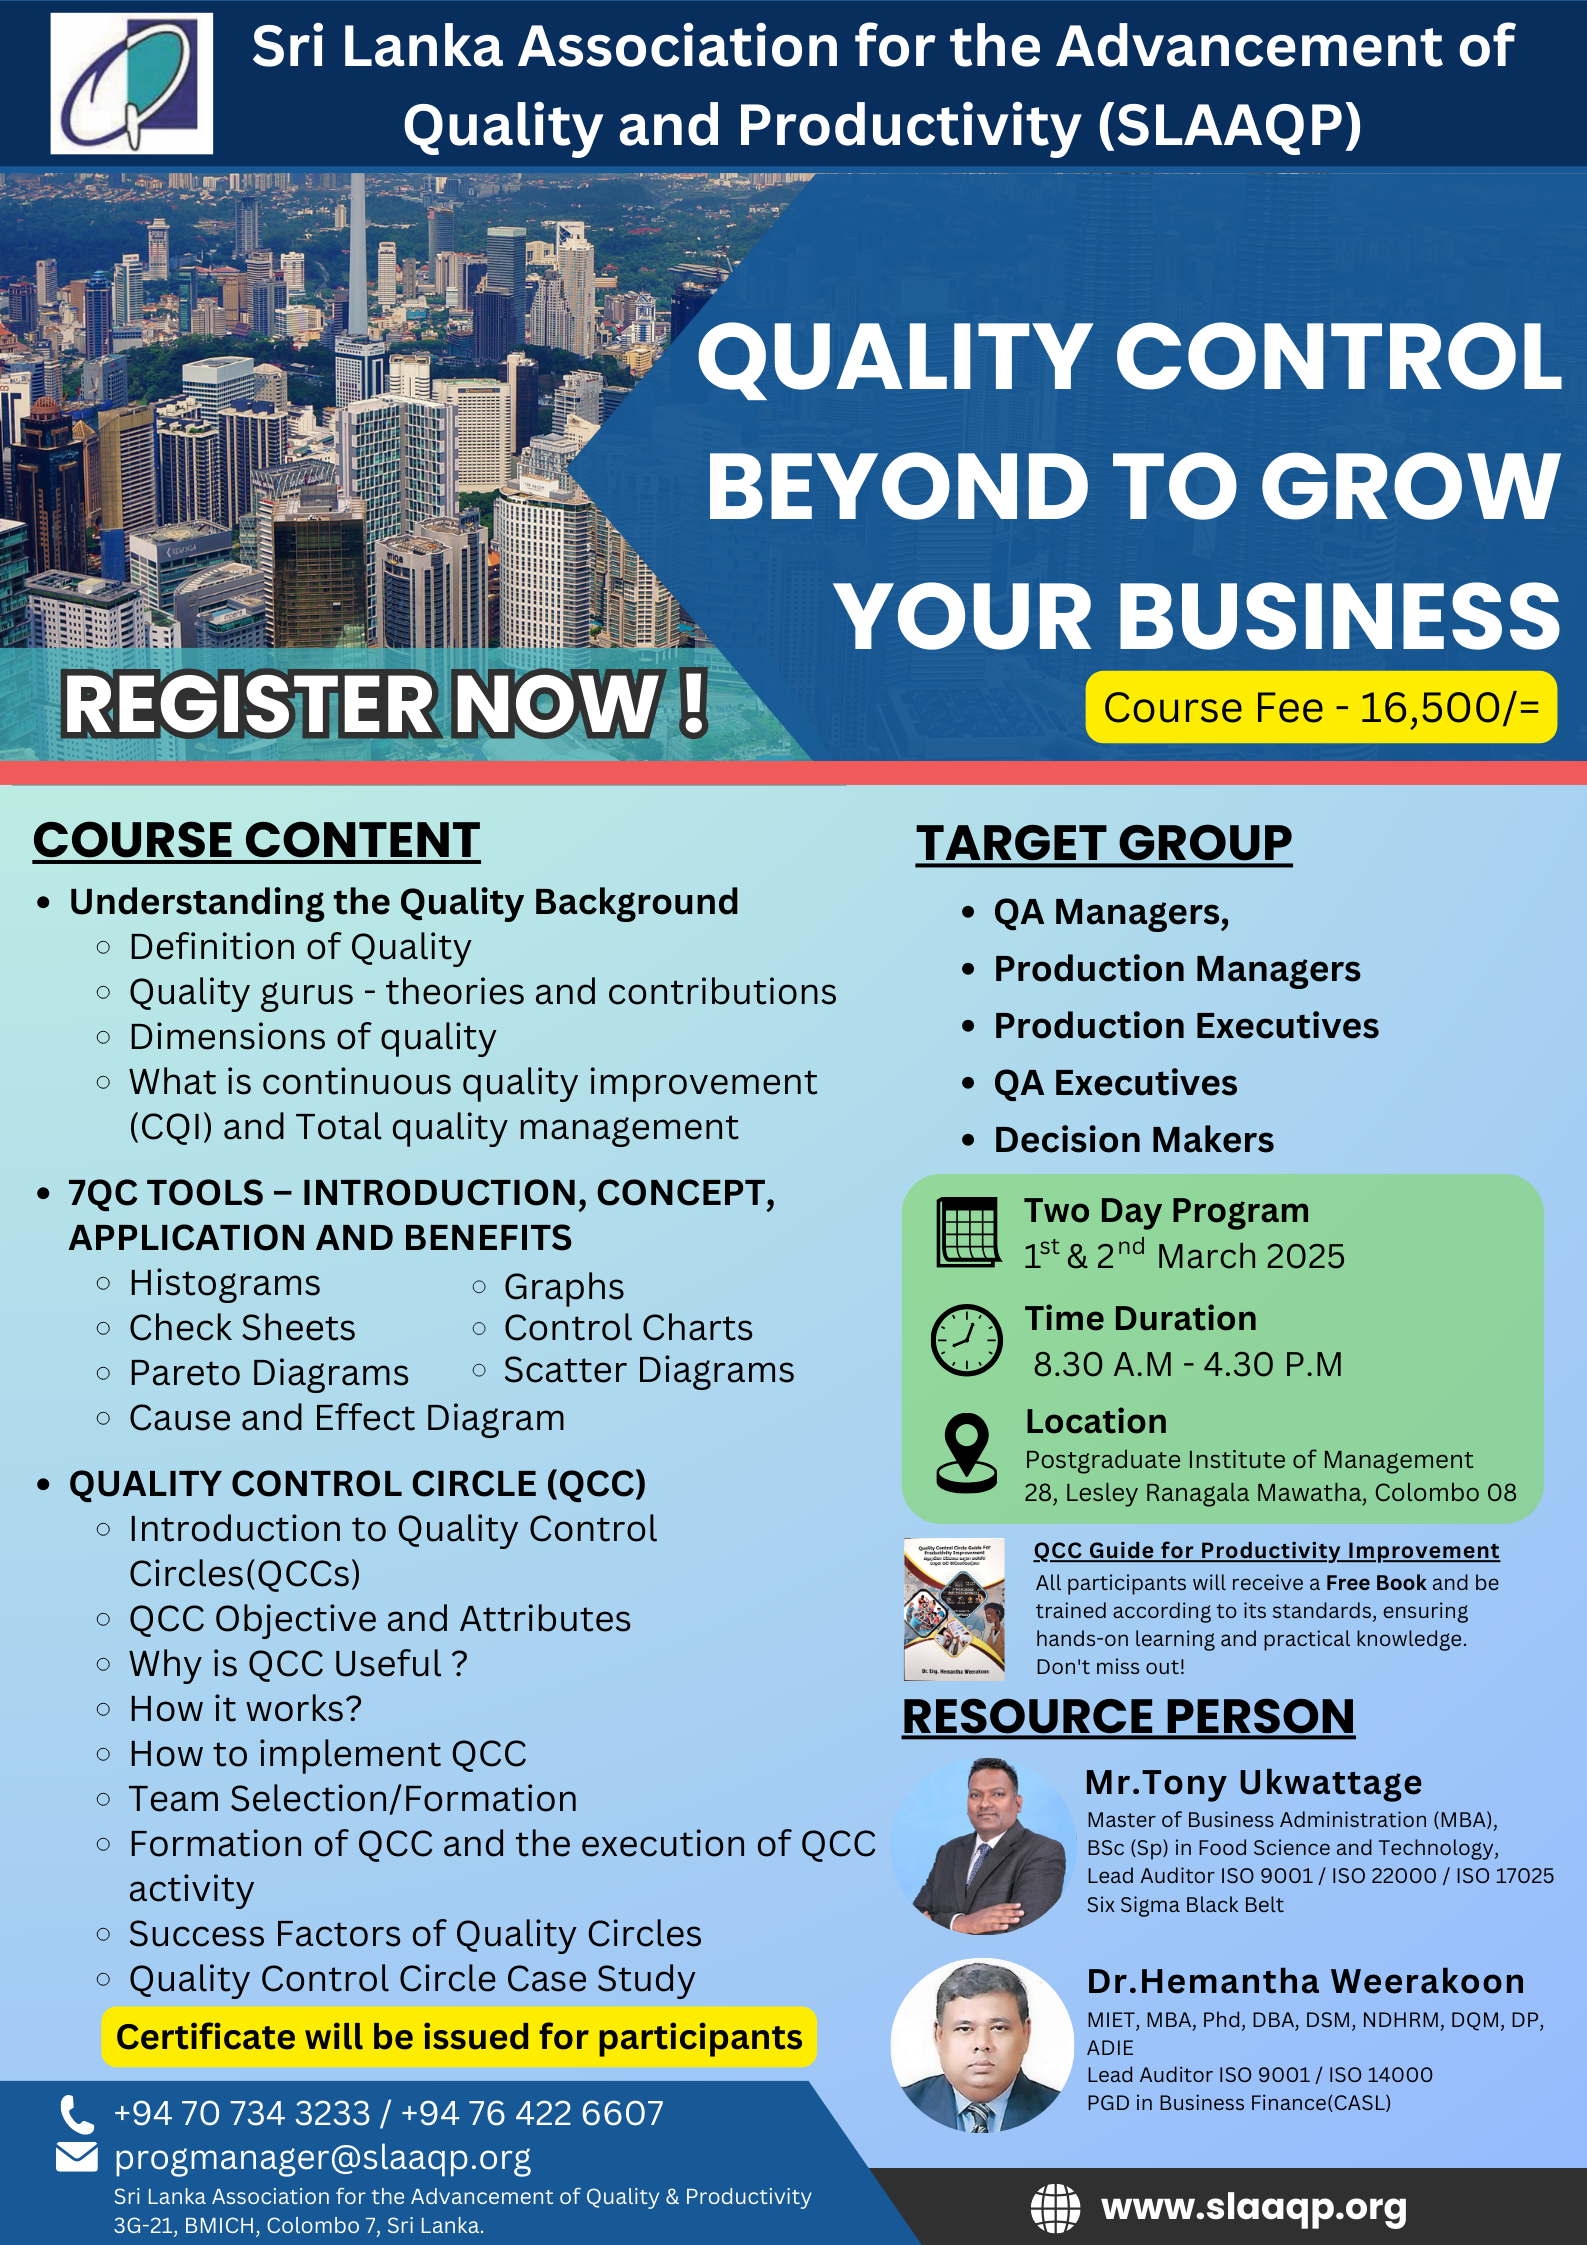 Sri Lanka Association for the Advancement of
Quality and Productivity (SLAAQP)
QUALITY CONTROL
BEYOND TO GROW
YOUR BUSINESS
REGISTER NOW !
Course Fee - 16,500/=
COURSE CONTENT
• Understanding the Quality Background
○ Definition of Quality
○ Quality gurus - theories and contributions
○ Dimensions of quality
○ What is continuous quality improvement
(CQI) and Total quality management
• 7QC TOOLS – INTRODUCTION, CONCEPT,
APPLICATION AND BENEFITS
○ Histograms
○ Check Sheets
○ Pareto Diagrams
○ Cause and Effect Diagram
○ Graphs
○ Control Charts
○ Scatter Diagrams
• QUALITY CONTROL CIRCLE (QCC)
○ Introduction to Quality Control
Circles(QCCs)
○ QCC Objective and Attributes
○ Why is QCC Useful ?
○ How it works?
○ How to implement QCC
○ Team Selection/Formation
○ Formation of QCC and the execution of QCC
activity
○ Success Factors of Quality Circles
○ Quality Control Circle Case Study
Certificate will be issued for participants
TARGET GROUP
• QA Managers,
• Production Managers
• Production Executives
• QA Executives
• Decision Makers
Two Day Program
1st & 2nd March 2025
Time Duration
8.30 A.M - 4.30 P.M
Location
Postgraduate Institute of Management
28, Lesley Ranagala Mawatha, Colombo 08
Quality Control Circle Guide For
Productivity Improvement
Dr. Eng. Hemantha Weerakoon
QCC Guide for Productivity Improvement
All participants will receive a Free Book and be
trained according to its standards, ensuring
hands-on learning and practical knowledge.
Don't miss out!
RESOURCE PERSON
Mr.Tony Ukwattage
Master of Business Administration (MBA),
BSc (Sp) in Food Science and Technology,
Lead Auditor ISO 9001 / ISO 22000 / ISO 17025
Six Sigma Black Belt
Dr.Hemantha Weerakoon
MIET, MBA, Phd, DBA, DSM, NDHRM, DQM, DP,
ADIE
Lead Auditor ISO 9001 / ISO 14000
PGD in Business Finance(CASL)
+94 70 734 3233 / +94 76 422 6607
progmanager@slaaqp.org
Sri Lanka Association for the Advancement of Quality & Productivity
3G-21, BMICH, Colombo 7, Sri Lanka.
www.slaaqp.org